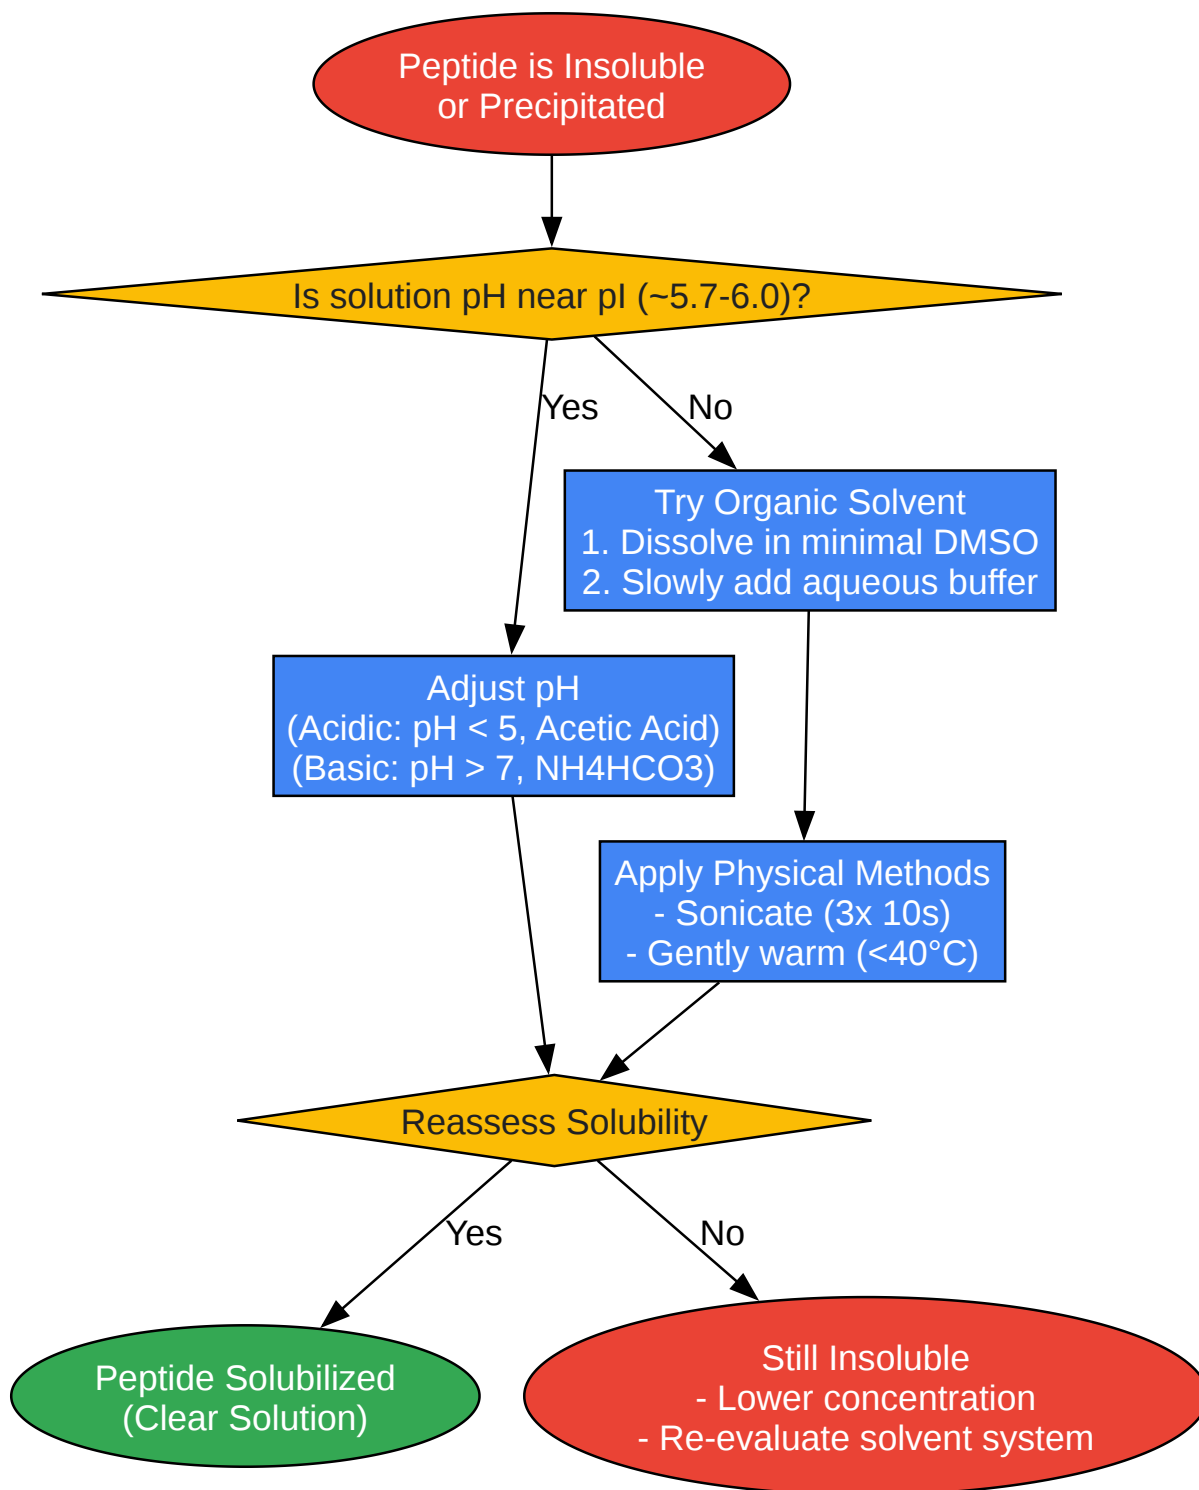 Peptide is Insoluble
or Precipitated
Is solution pH near pI (~5.7-6.0)?
Yes
No
Try Organic Solvent
1. Dissolve in minimal DMSO
2. Slowly add aqueous buffer
Adjust pH
(Acidic: pH < 5, Acetic Acid)
(Basic: pH > 7, NH4HCO3)
Apply Physical Methods
- Sonicate (3x 10s)
- Gently warm (<40°C)
Reassess Solubility
Yes
No
Peptide Solubilized
(Clear Solution)
Still Insoluble
- Lower concentration
- Re-evaluate solvent system